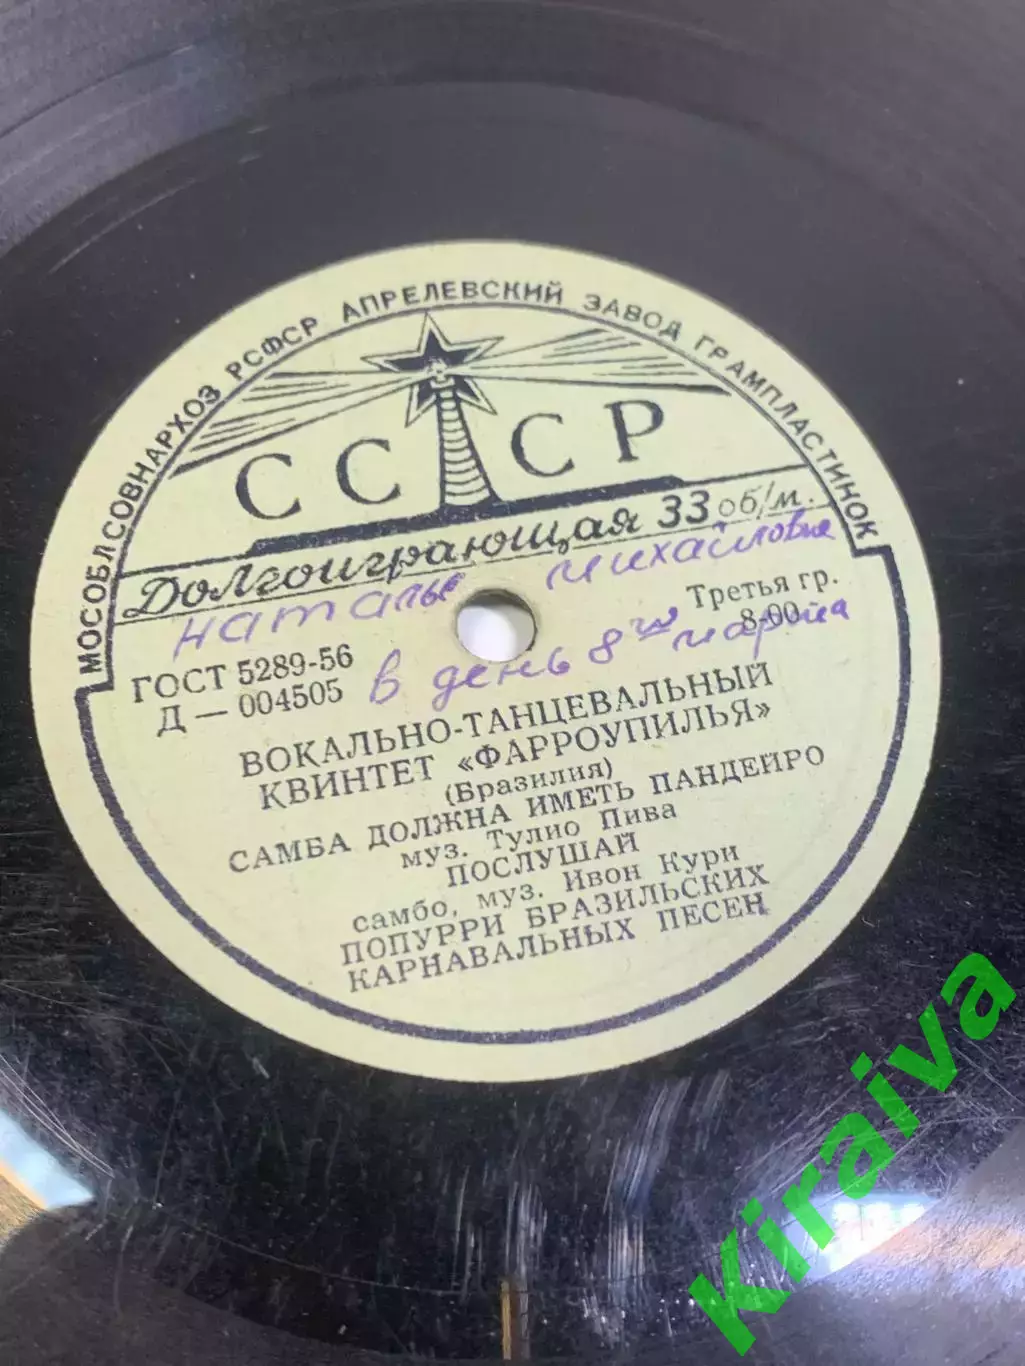 МОСОБЛСОВНАРХОЗ РСФСР АПРЕЛЕВСКИЙ ЗАВОД ГРАМПЛАСТИНОК
СССР
Долгоиграющая 33 об/м.
Наталье Михайловне
в день 8го марта
Третья гр.
8-00
ГОСТ 5289-56
Д — 004505
ВОКАЛЬНО-ТАНЦЕВАЛЬНЫЙ
КВИНТЕТ «ФАРРОУПИЛЬЯ»
(Бразилия)
САМБА ДОЛЖНА ИМЕТЬ ПАНДЕЙРО
муз. Тулио Пива
ПОСЛУШАЙ
самбо, муз. Ивон Кури
ПОПУРРИ БРАЗИЛЬСКИХ
КАРНАВАЛЬНЫХ ПЕСЕН
Kiraiva